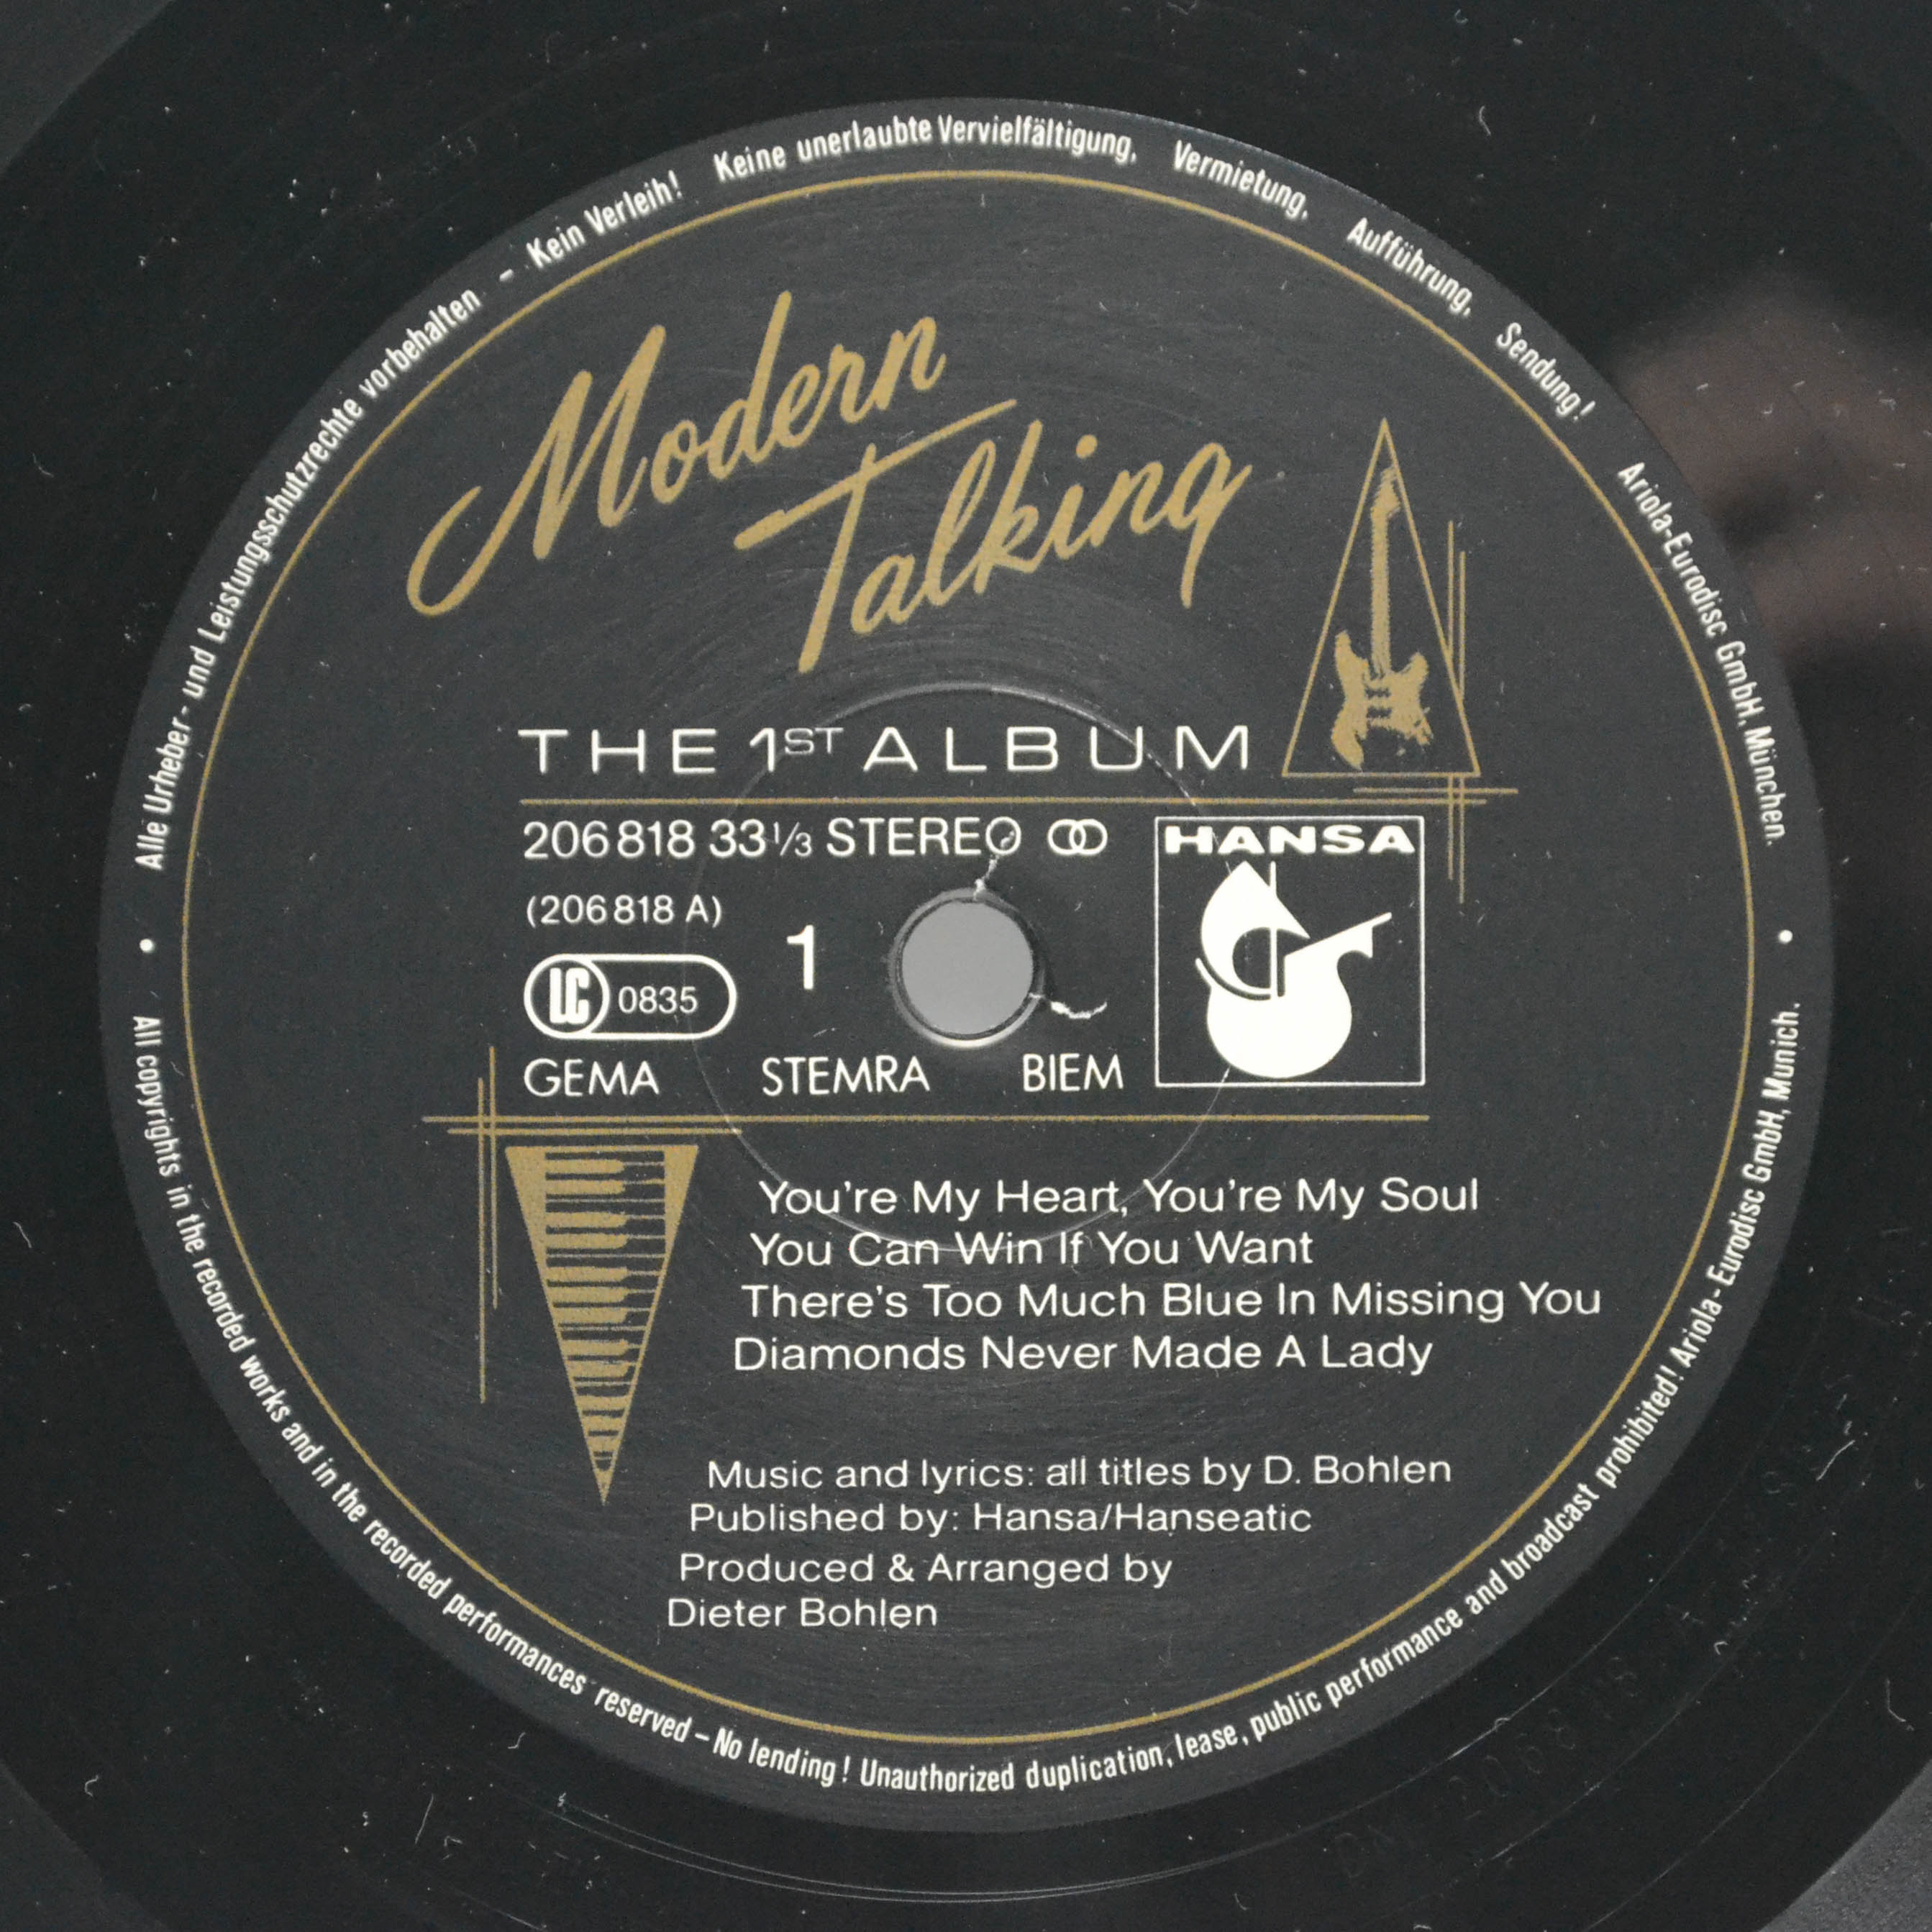 Alle Urheber- und Leistungsschutzrechte vorbehalten – Kein Verleih! Keine unerlaubte Vervielfältigung, Vermietung, Aufführung, Sendung! Ariola-Eurodisc GmbH, München.
Modern
Talking
THE 1ST ALBUM
206 818 33 1/3 STEREO
HANSA
(206 818 A)
1
LC 0835
GEMA STEMRA BIEM
You're My Heart, You're My Soul
You Can Win If You Want
There's Too Much Blue In Missing You
Diamonds Never Made A Lady
Music and lyrics: all titles by D. Bohlen
Published by: Hansa/Hanseatic
Produced & Arranged by
Dieter Bohlen
All copyrights in the recorded works and in the recorded performances reserved – No lending! Unauthorized duplication, lease, public performance and broadcast prohibited! Ariola-Eurodisc GmbH, Munich.